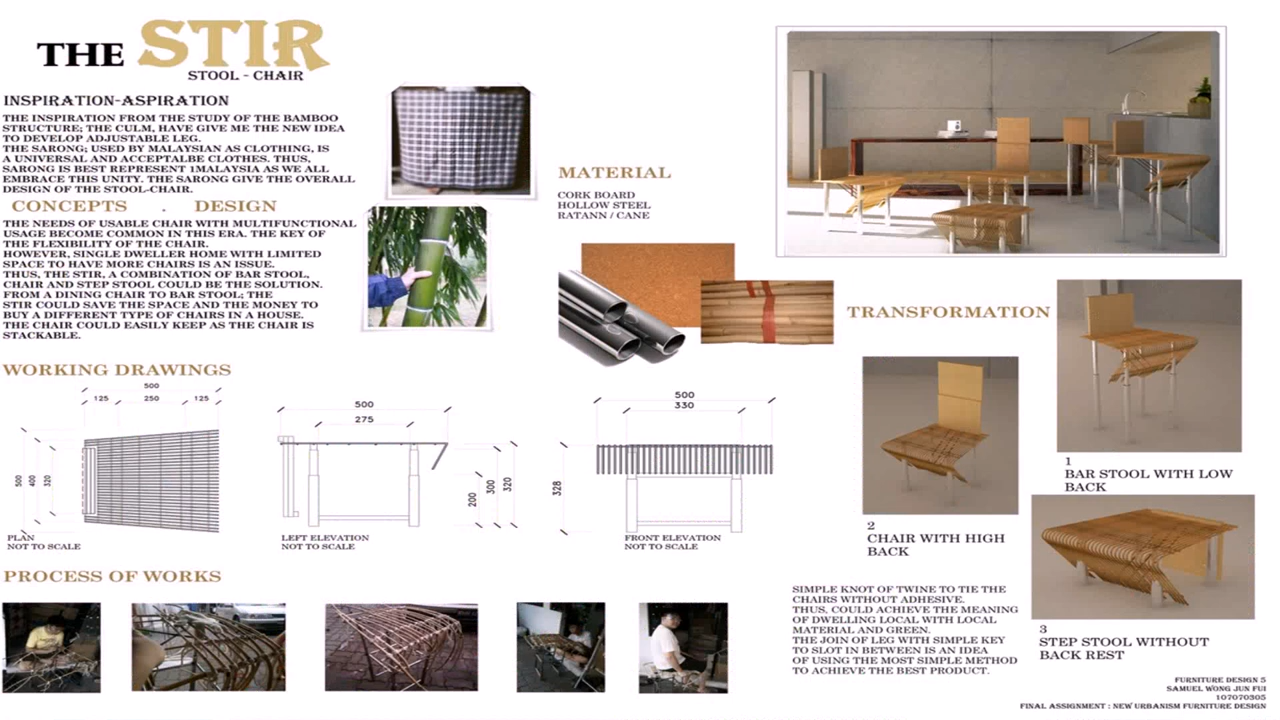 THE STIR
STOOL - CHAIR
INSPIRATION-ASPIRATION
THE INSPIRATION FROM THE STUDY OF THE BAMBOO
STRUCTURE; THE CULM, HAVE GIVE ME THE NEW IDEA
TO DEVELOP ADJUSTABLE LEG.
THE SARONG; USED BY MALAYSIAN AS CLOTHING, IS
A UNIVERSAL AND ACCEPTALBE CLOTHES. THUS,
SARONG IS BEST REPRESENT 1MALAYSIA AS WE ALL
EMBRACE THIS UNITY. THE SARONG GIVE THE OVERALL
DESIGN OF THE STOOL-CHAIR.
CONCEPTS . DESIGN
THE NEEDS OF USABLE CHAIR WITH MULTIFUNCTIONAL
USAGE BECOME COMMON IN THIS ERA. THE KEY OF
THE FLEXIBILITY OF THE CHAIR.
HOWEVER, SINGLE DWELLER HOME WITH LIMITED
SPACE TO HAVE MORE CHAIRS IS AN ISSUE.
THUS, THE STIR, A COMBINATION OF BAR STOOL,
CHAIR AND STEP STOOL COULD BE THE SOLUTION.
FROM A DINING CHAIR TO BAR STOOL; THE
STIR COULD SAVE THE SPACE AND THE MONEY TO
BUY A DIFFERENT TYPE OF CHAIRS IN A HOUSE.
THE CHAIR COULD EASILY KEEP AS THE CHAIR IS
STACKABLE.
MATERIAL
CORK BOARD
HOLLOW STEEL
RATANN / CANE
TRANSFORMATION
1
BAR STOOL WITH LOW
BACK
2
CHAIR WITH HIGH
BACK
3
STEP STOOL WITHOUT
BACK REST
WORKING DRAWINGS
500
125 250 125
500 400 320
PLAN
NOT TO SCALE
500
275
200 300 320
LEFT ELEVATION
NOT TO SCALE
500
330
328
FRONT ELEVATION
NOT TO SCALE
PROCESS OF WORKS
SIMPLE KNOT OF TWINE TO TIE THE
CHAIRS WITHOUT ADHESIVE.
THUS, COULD ACHIEVE THE MEANING
OF DWELLING LOCAL WITH LOCAL
MATERIAL AND GREEN.
THE JOIN OF LEG WITH SIMPLE KEY
TO SLOT IN BETWEEN IS AN IDEA
OF USING THE MOST SIMPLE METHOD
TO ACHIEVE THE BEST PRODUCT.
FURNITURE DESIGN 5
SAMUEL WONG JUN FUI
107070305
FINAL ASSIGNMENT : NEW URBANISM FURNITURE DESIGN